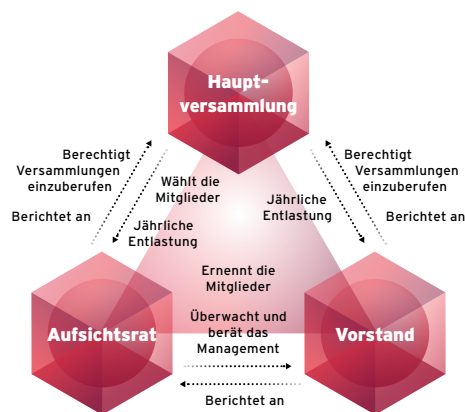 Haupt-
versammlung
Berechtigt
Versammlungen
einzuberufen
Berichtet an
Wählt die
Mitglieder
Jährliche
Entlastung
Jährliche
Entlastung
Berechtigt
Versammlungen
einzuberufen
Berichtet an
Ernennt die
Mitglieder
Überwacht und
berät das
Management
Aufsichtsrat
Vorstand
Berichtet an